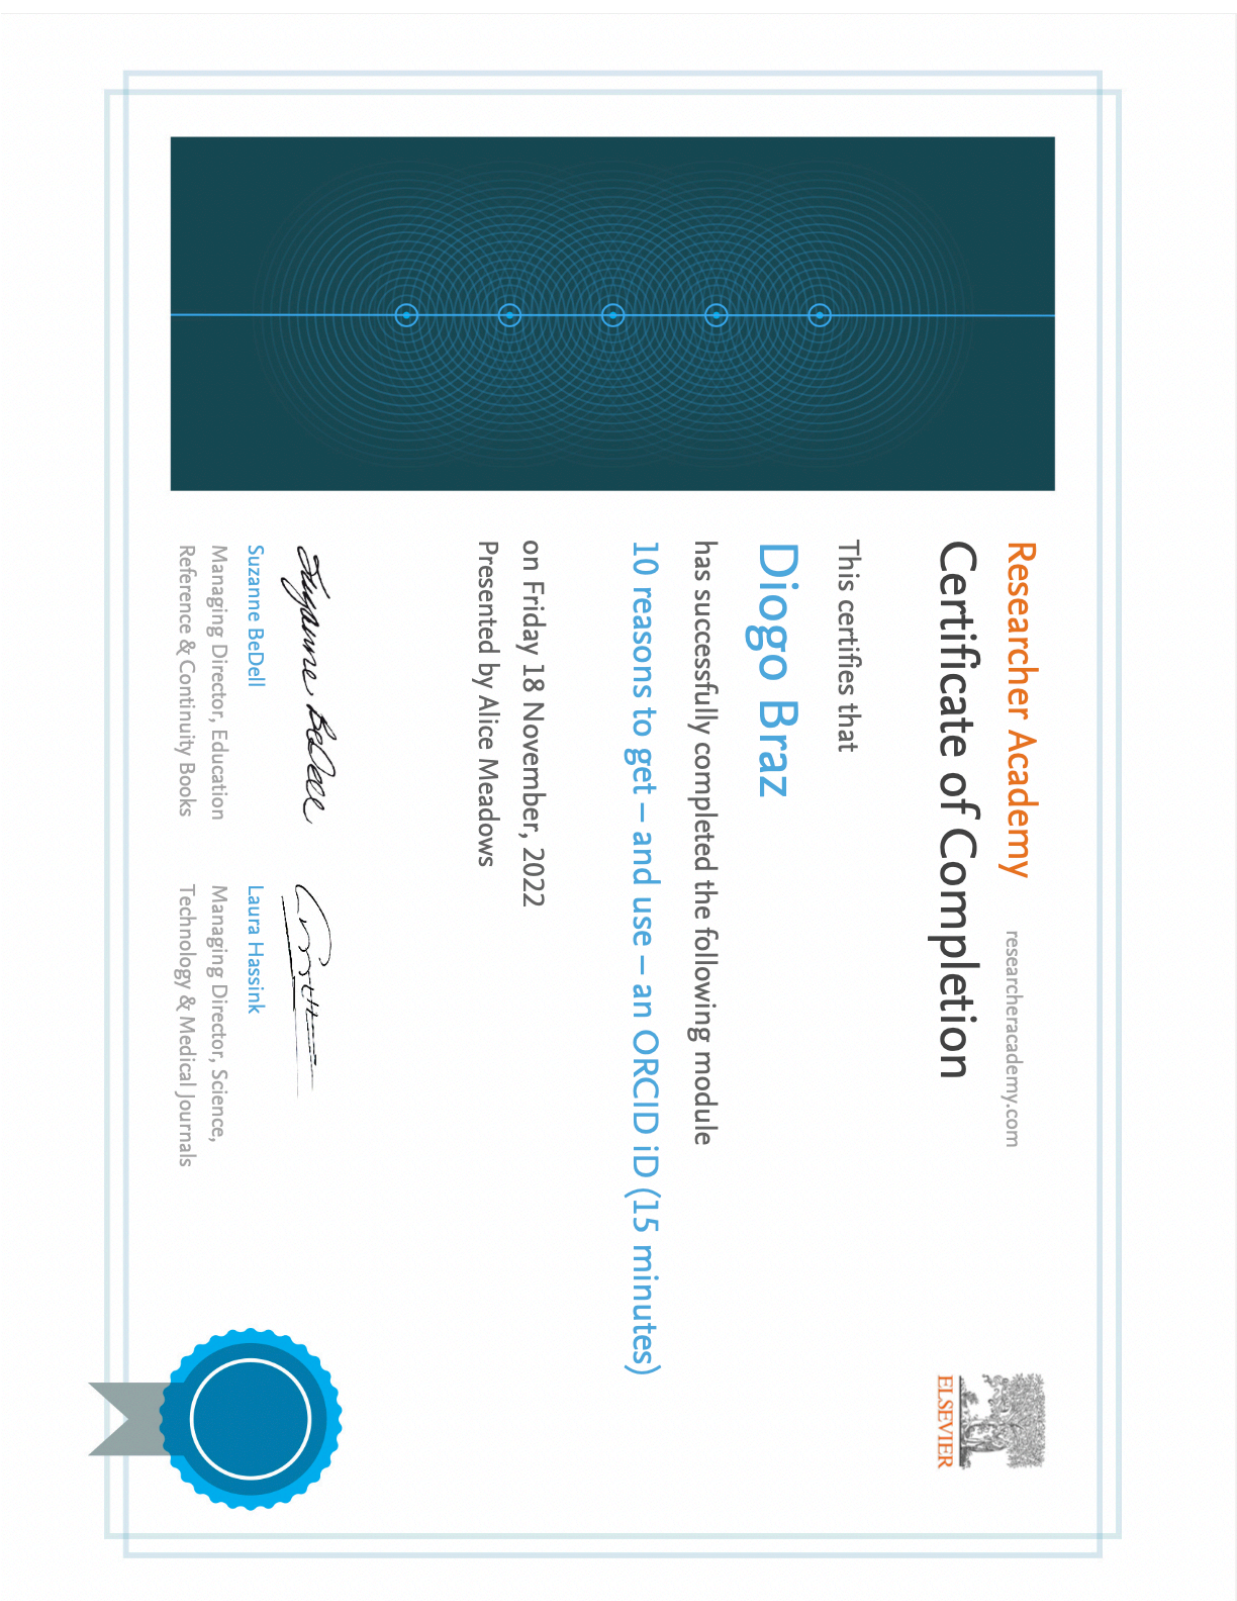 Researcher Academy researcheracademy.com
Certificate of Completion
ELSEVIER
This certifies that
Diogo Braz
has successfully completed the following module
10 reasons to get – and use – an ORCID iD (15 minutes)
on Friday 18 November, 2022
Presented by Alice Meadows
Suzanne BeDell
Suzanne BeDell
Managing Director, Education
Reference & Continuity Books
Laura Hassink
Managing Director, Science,
Technology & Medical Journals